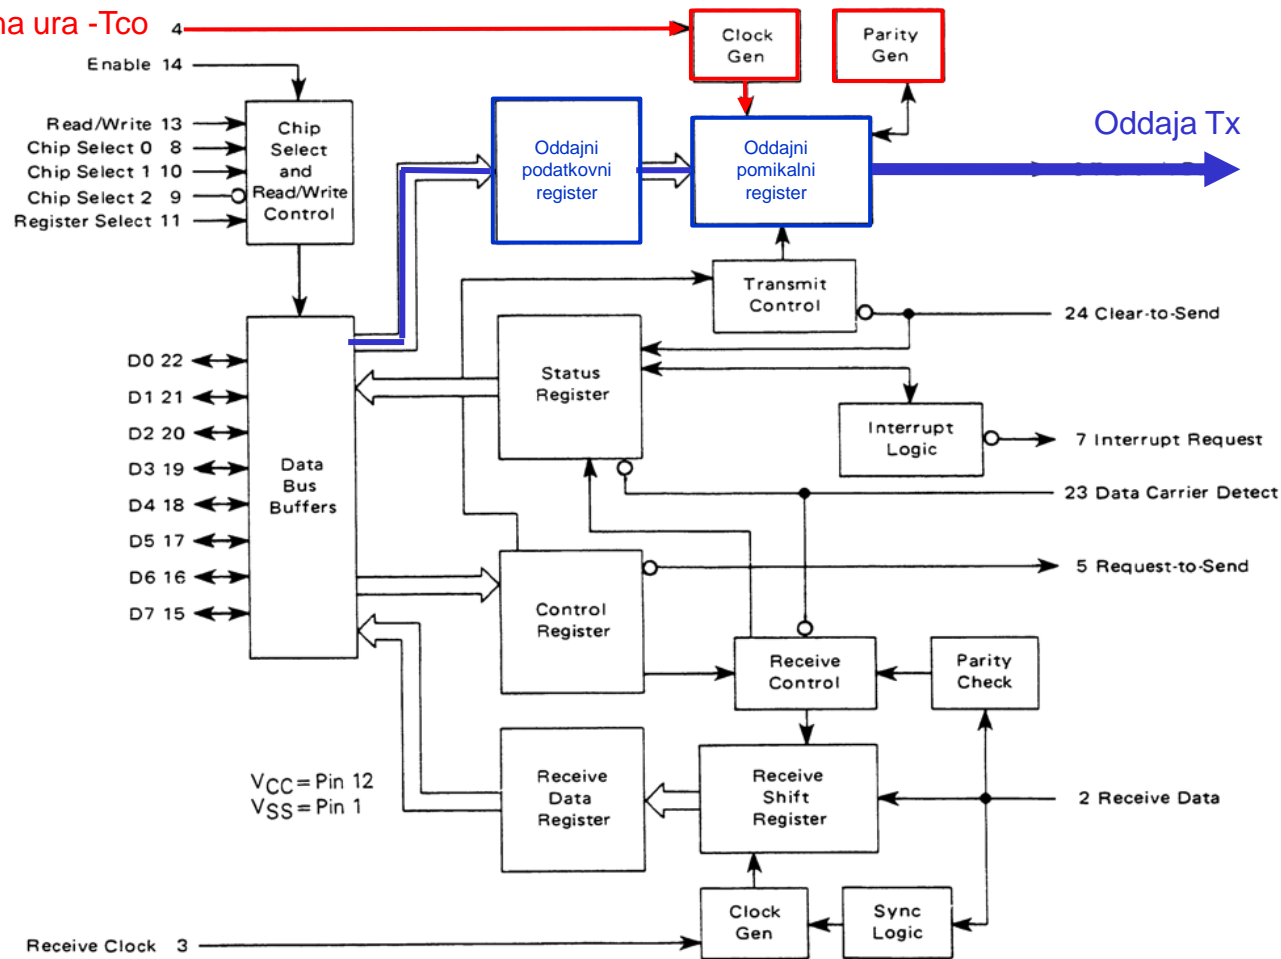 na ura -Tco 4
Enable 14
Read/Write 13
Chip Select 0 8
Chip Select 1 10
Chip Select 2 9
Register Select 11
Chip
Select
and
Read/Write
Control
Clock
Gen
Parity
Gen
Oddajni
podatkovni
register
Oddajni
pomikalni
register
Oddaja Tx
Transmit
Control
24 Clear-to-Send
D0 22
D1 21
D2 20
D3 19
D4 18
D5 17
D6 16
D7 15
Data
Bus
Buffers
Status
Register
Interrupt
Logic
7 Interrupt Request
23 Data Carrier Detect
5 Request-to-Send
Control
Register
Receive
Control
Parity
Check
VCC = Pin 12
VSS = Pin 1
Receive
Data
Register
Receive
Shift
Register
2 Receive Data
Clock
Gen
Sync
Logic
Receive Clock 3